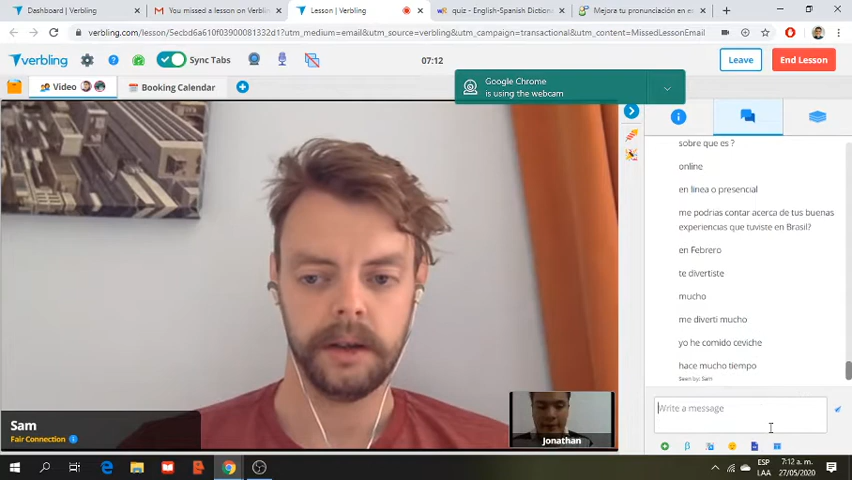 Dashboard | Verbling
You missed a lesson on Verblin
Lesson | Verbling
quiz - English-Spanish Dictiona
Mejora tu pronunciación en e
verbling.com/lesson/5ecbd6a610f03900081332d1?utm_medium=email&utm_source=verbling&utm_campaign=transactional&utm_content=MissedLessonEmail
verbling
Sync Tabs
07:12
Google Chrome
is using the webcam
Leave
End Lesson
Video
Booking Calendar
sobre que es ?
online
en linea o presencial
me podrias contar acerca de tus buenas
experiencias que tuviste en Brasil?
en Febrero
te divertiste
mucho
me diverti mucho
yo he comido ceviche
hace mucho tiempo
Seen by: Sam
Write a message
Sam
Fair Connection
Jonathan
ESP
LAA
7:12 a. m.
27/05/2020